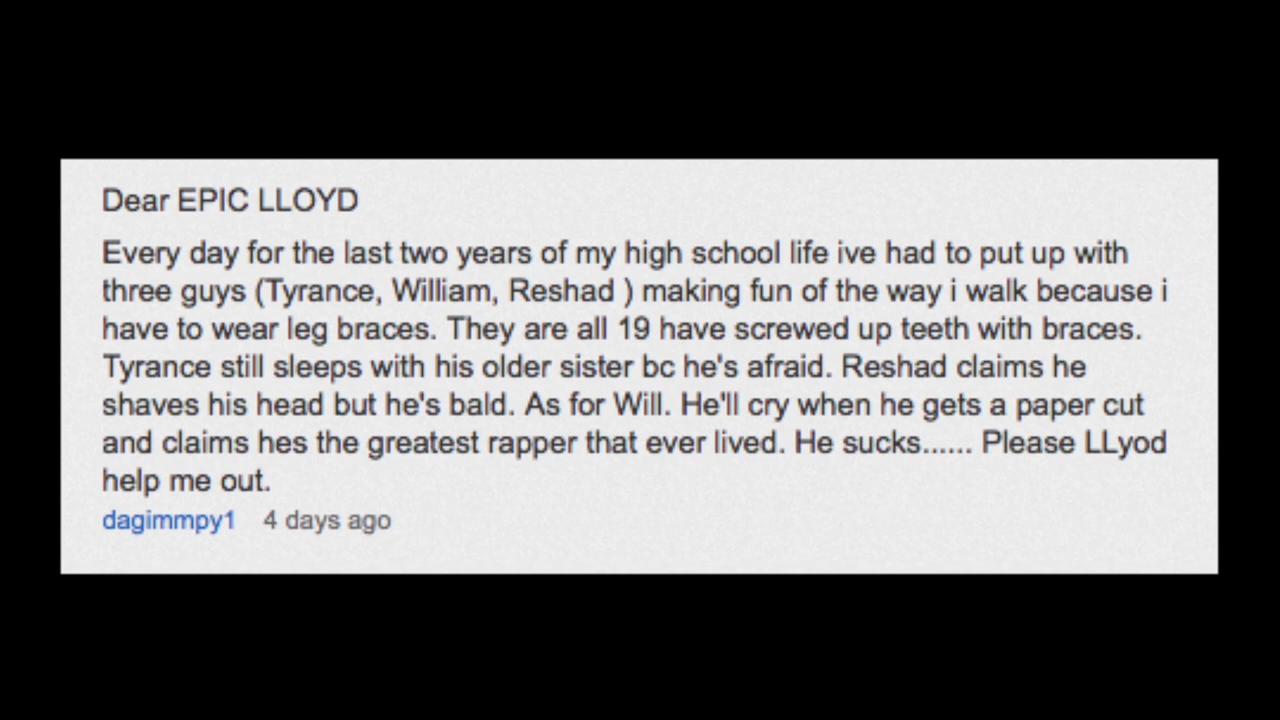 Dear EPIC LLOYD
Every day for the last two years of my high school life ive had to put up with
three guys (Tyrance, William, Reshad ) making fun of the way i walk because i
have to wear leg braces. They are all 19 have screwed up teeth with braces.
Tyrance still sleeps with his older sister bc he's afraid. Reshad claims he
shaves his head but he's bald. As for Will. He'll cry when he gets a paper cut
and claims hes the greatest rapper that ever lived. He sucks...... Please LLyod
help me out.
dagimmpy1 4 days ago